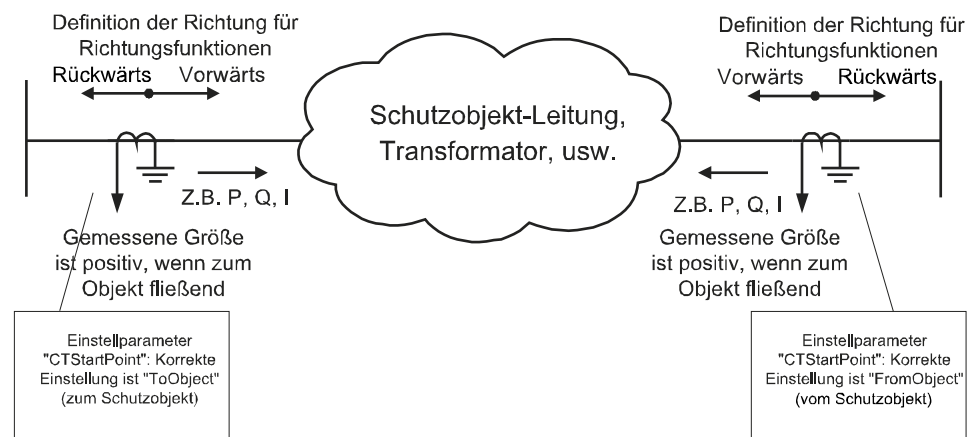 Definition der Richtung für
Richtungsfunktionen
Rückwärts Vorwärts
Definition der Richtung für
Richtungsfunktionen
Vorwärts Rückwärts
Schutzobjekt-Leitung,
Transformator, usw.
Z.B. P, Q, I
Gemessene Größe
ist positiv, wenn zum
Objekt fließend
Z.B. P, Q, I
Gemessene Größe
ist positiv, wenn zum
Objekt fließend
Einstellparameter
"CTStartPoint": Korrekte
Einstellung ist "ToObject"
(zum Schutzobjekt)
Einstellparameter
"CTStartPoint": Korrekte
Einstellung ist "FromObject"
(vom Schutzobjekt)